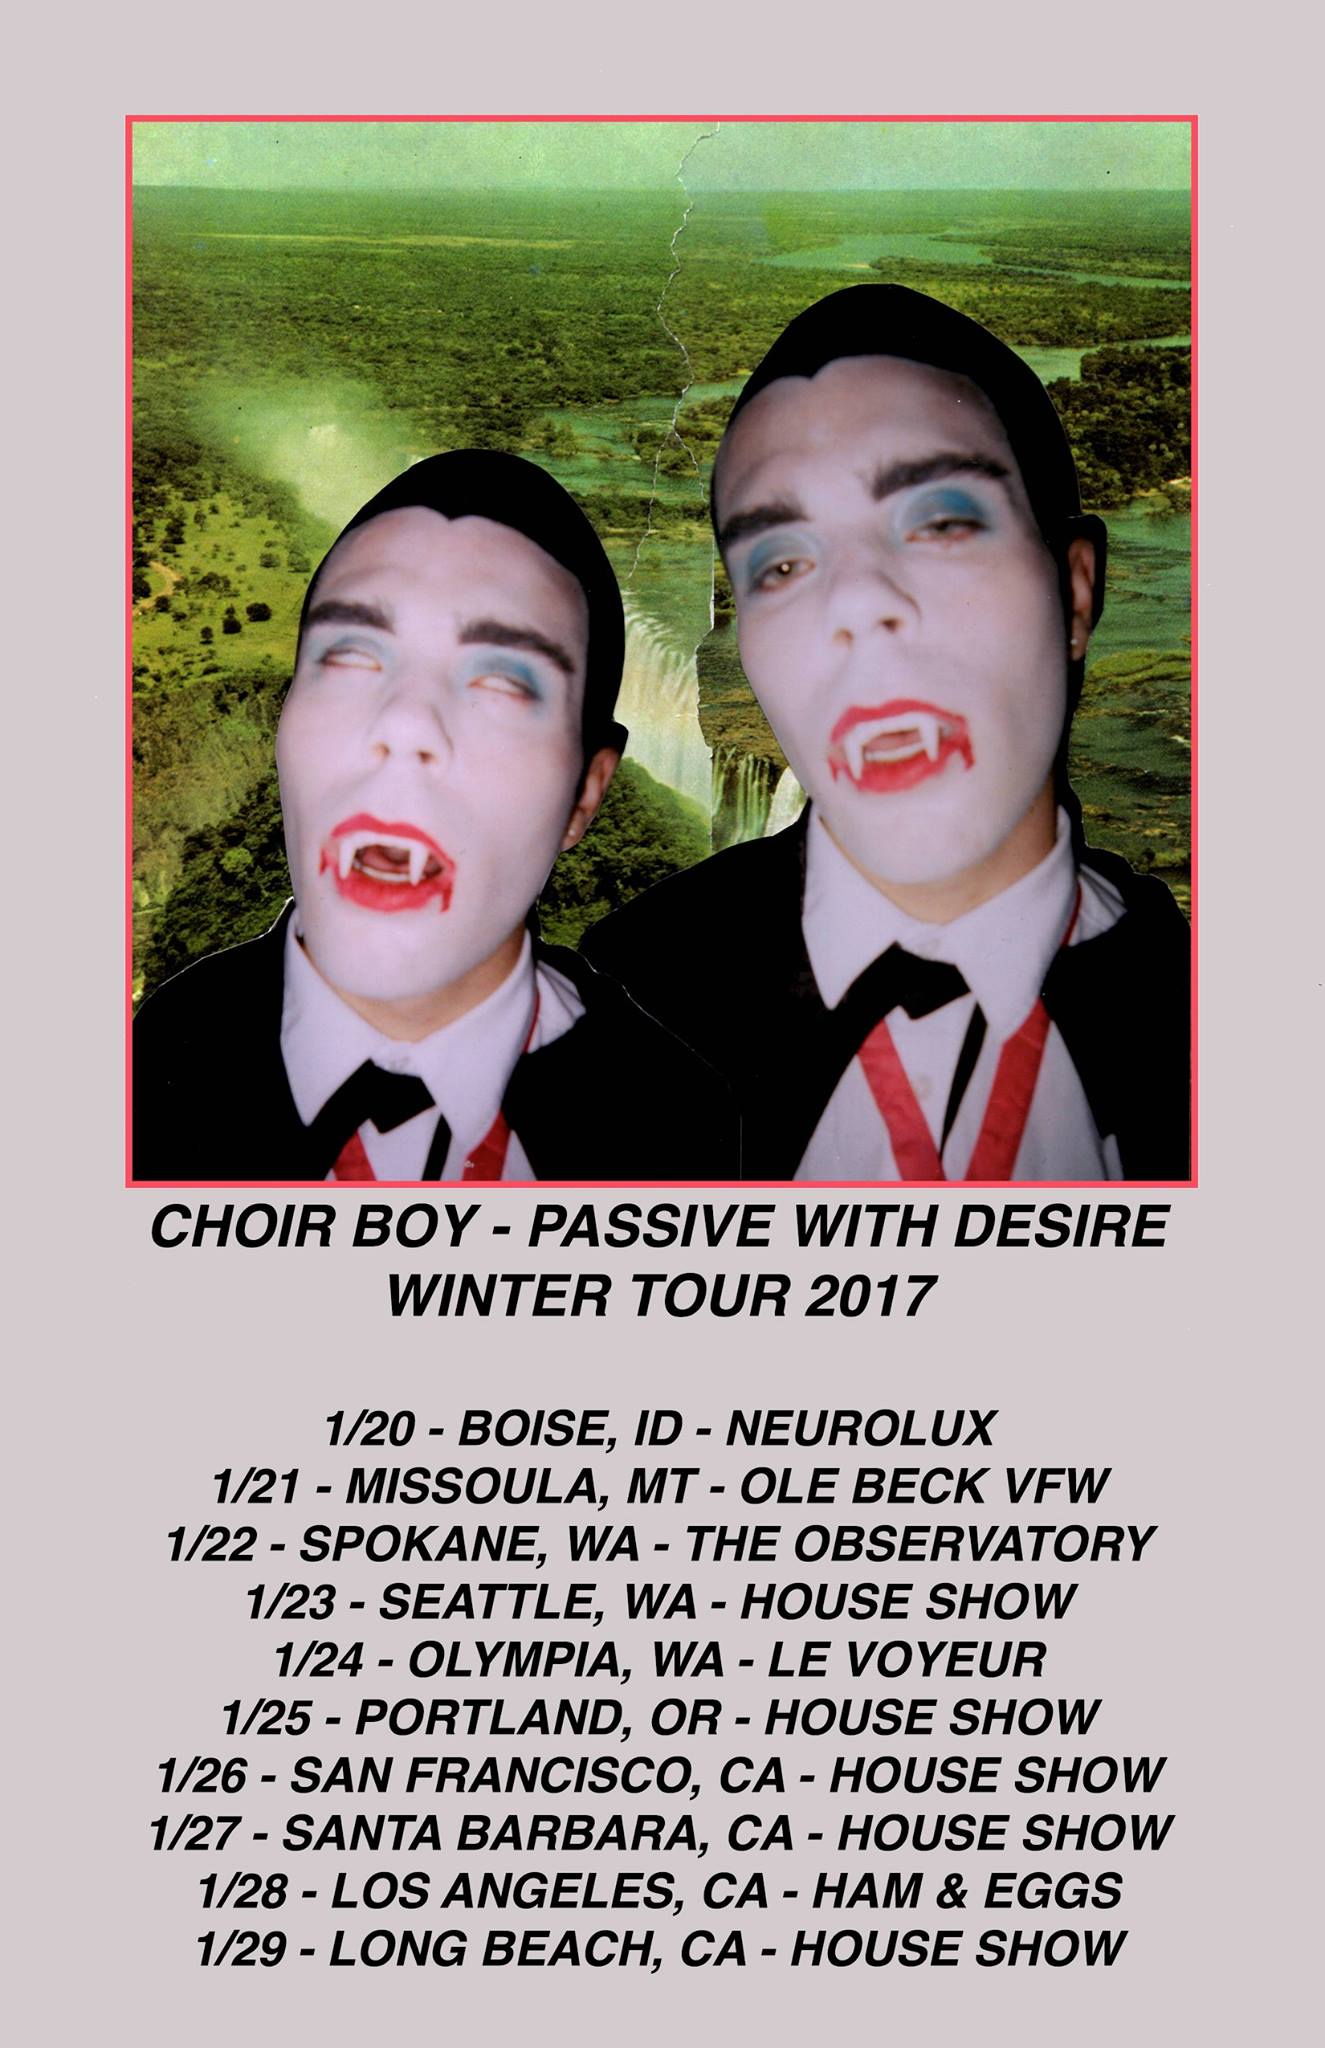 CHOIR BOY - PASSIVE WITH DESIRE
WINTER TOUR 2017
1/20 - BOISE, ID - NEUROLUX
1/21 - MISSOULA, MT - OLE BECK VFW
1/22 - SPOKANE, WA - THE OBSERVATORY
1/23 - SEATTLE, WA - HOUSE SHOW
1/24 - OLYMPIA, WA - LE VOYEUR
1/25 - PORTLAND, OR - HOUSE SHOW
1/26 - SAN FRANCISCO, CA - HOUSE SHOW
1/27 - SANTA BARBARA, CA - HOUSE SHOW
1/28 - LOS ANGELES, CA - HAM & EGGS
1/29 - LONG BEACH, CA - HOUSE SHOW